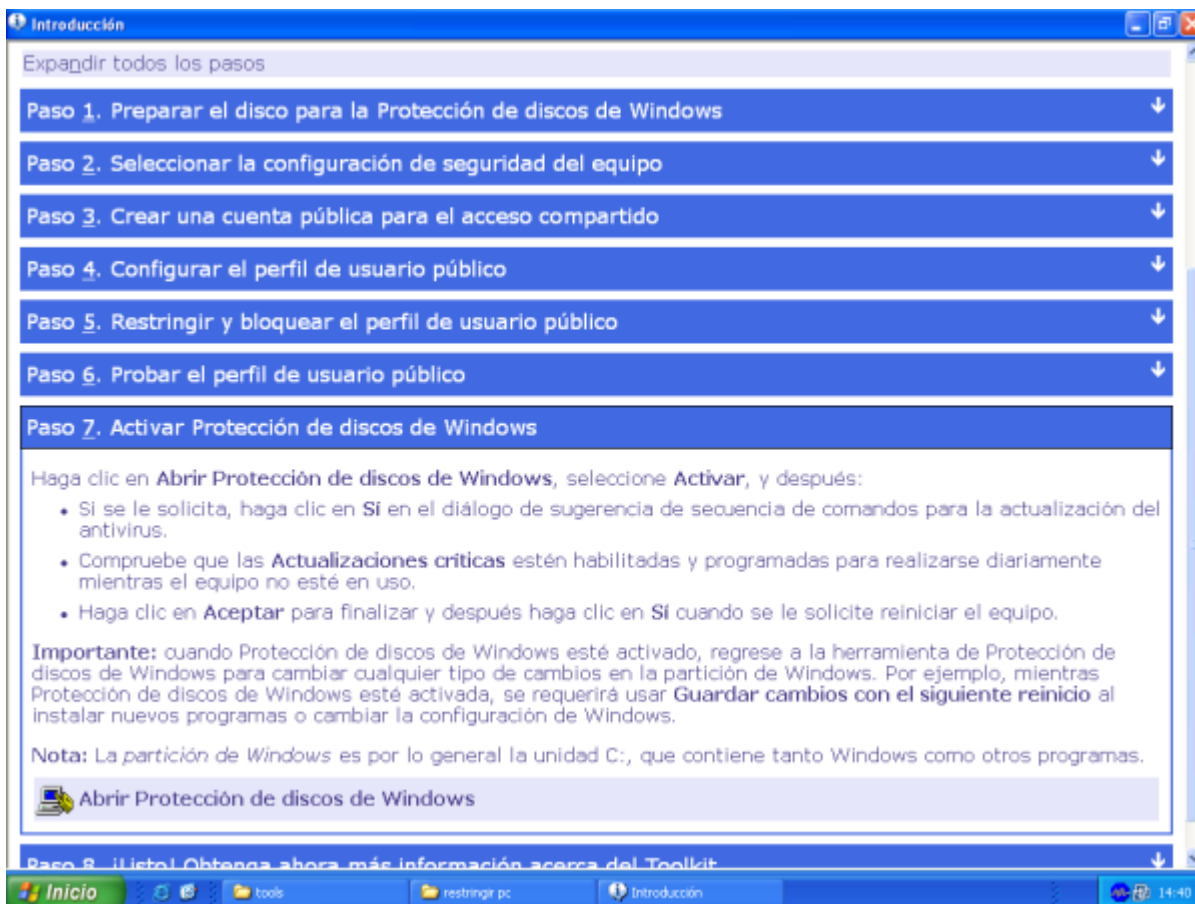 Introducción
Expandir todos los pasos
Paso 1. Preparar el disco para la Protección de discos de Windows
Paso 2. Seleccionar la configuración de seguridad del equipo
Paso 3. Crear una cuenta pública para el acceso compartido
Paso 4. Configurar el perfil de usuario público
Paso 5. Restringir y bloquear el perfil de usuario público
Paso 6. Probar el perfil de usuario público
Paso 7. Activar Protección de discos de Windows
Haga clic en Abrir Protección de discos de Windows, seleccione Activar, y después:
• Si se le solicita, haga clic en Sí en el diálogo de sugerencia de secuencia de comandos para la actualización del
antivirus.
• Compruebe que las Actualizaciones críticas estén habilitadas y programadas para realizarse diariamente
mientras el equipo no esté en uso.
• Haga clic en Aceptar para finalizar y después haga clic en Sí cuando se le solicite reiniciar el equipo.
Importante: cuando Protección de discos de Windows esté activado, regrese a la herramienta de Protección de
discos de Windows para cambiar cualquier tipo de cambios en la partición de Windows. Por ejemplo, mientras
Protección de discos de Windows esté activada, se requerirá usar Guardar cambios con el siguiente reinicio al
instalar nuevos programas o cambiar la configuración de Windows.
Nota: La partición de Windows es por lo general la unidad C:, que contiene tanto Windows como otros programas.
Abrir Protección de discos de Windows
Paso 8. ¡Listo! Obtenga ahora más información acerca del Toolkit
Inicio tools restringir pc Introducción 14:40